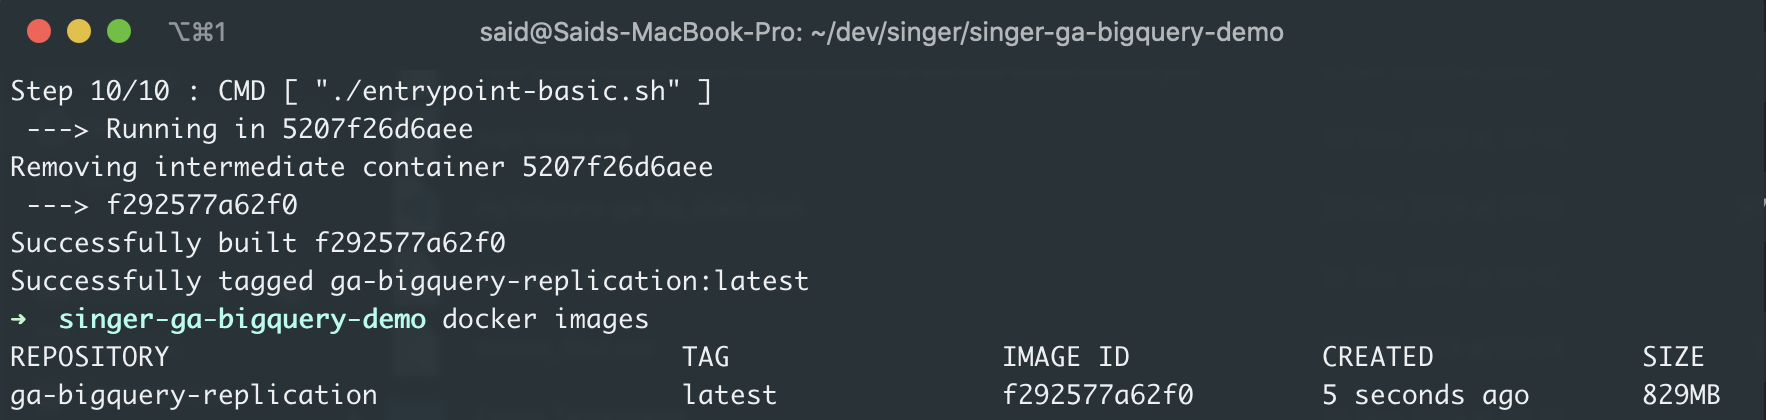 ⌥⌘1 said@Saids-MacBook-Pro: ~/dev/singer/singer-ga-bigquery-demo
Step 10/10 : CMD [ "./entrypoint-basic.sh" ]
 ---> Running in 5207f26d6aee
Removing intermediate container 5207f26d6aee
 ---> f292577a62f0
Successfully built f292577a62f0
Successfully tagged ga-bigquery-replication:latest
➜  singer-ga-bigquery-demo docker images
REPOSITORY TAG IMAGE ID CREATED SIZE
ga-bigquery-replication latest f292577a62f0 5 seconds ago 829MB